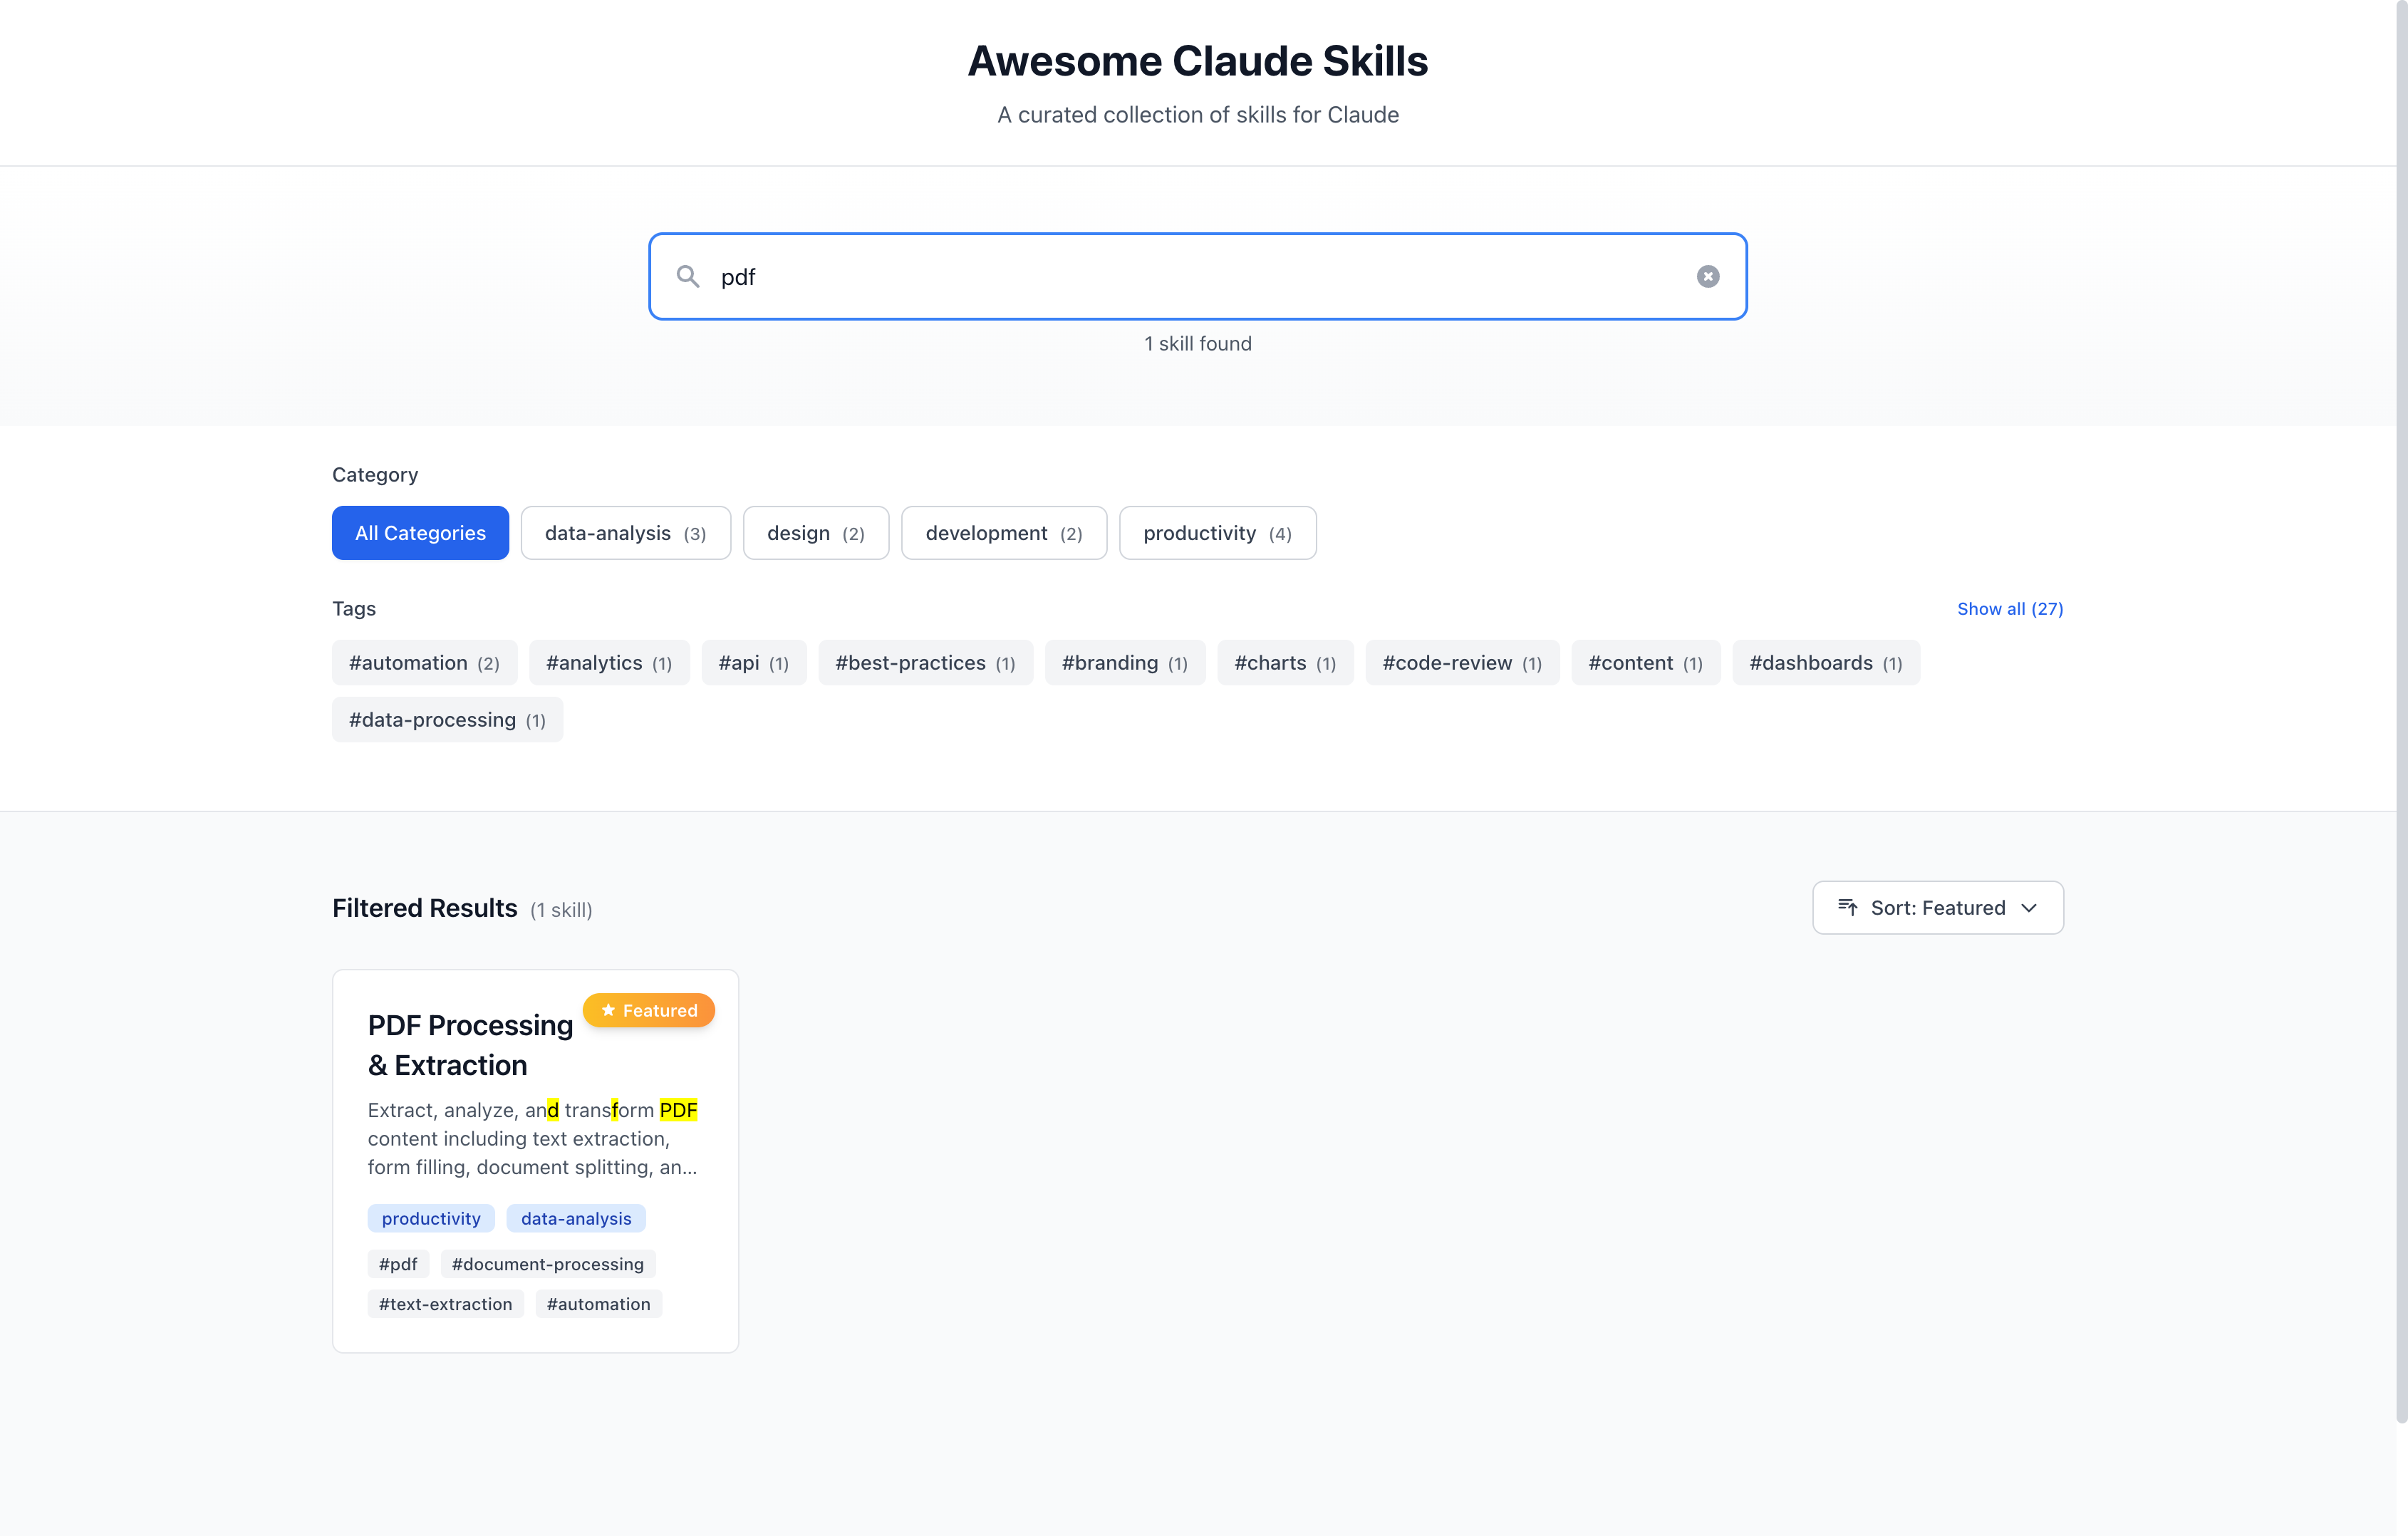 Awesome Claude Skills
A curated collection of skills for Claude
pdf
1 skill found
Category
All Categories data-analysis (3) design (2) development (2) productivity (4)
Tags Show all (27)
#automation (2) #analytics (1) #api (1) #best-practices (1) #branding (1) #charts (1) #code-review (1) #content (1) #dashboards (1)
#data-processing (1)
Filtered Results (1 skill) Sort: Featured
Featured
PDF Processing
& Extraction
Extract, analyze, and transform PDF
content including text extraction,
form filling, document splitting, an...
productivity data-analysis
#pdf #document-processing
#text-extraction #automation